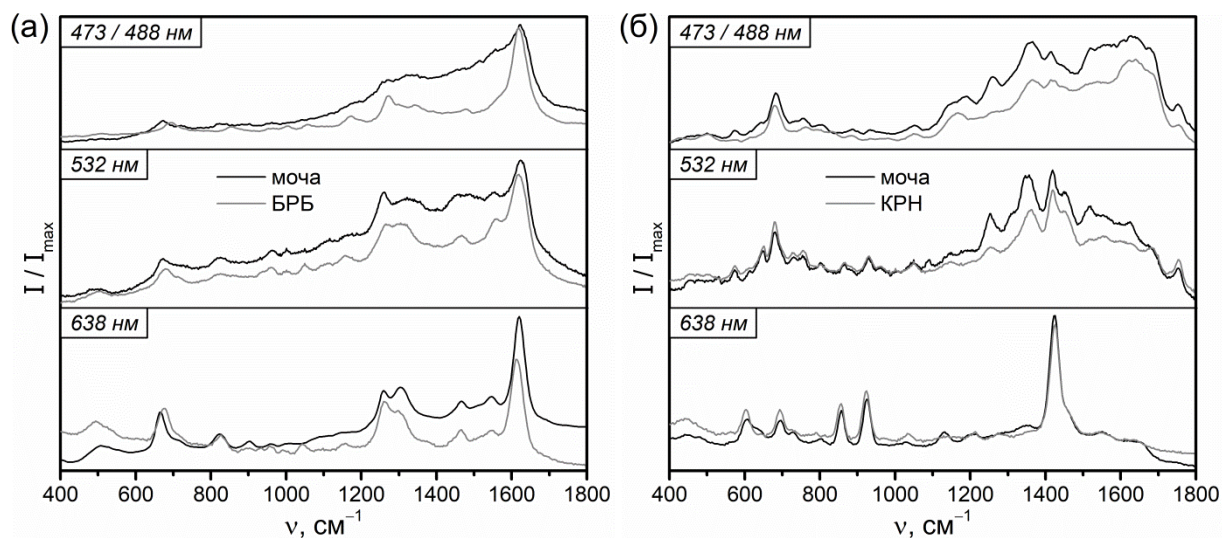 (а)
473 / 488 нм
532 нм
моча
БРБ
638 нм
I / Imax
400 600 800 1000 1200 1400 1600 1800
ν, см⁻¹
(б)
473 / 488 нм
532 нм
моча
КРН
638 нм
I / Imax
400 600 800 1000 1200 1400 1600 1800
ν, см⁻¹